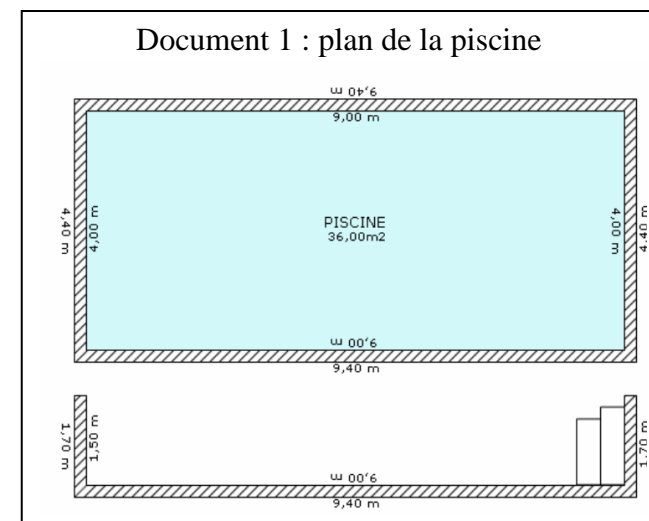 Document 1 : plan de la piscine
9,40 m
9,00 m
4,40 m
4,00 m
PISCINE
36,00m2
4,00 m
4,40 m
9,00 m
9,40 m
1,70 m
1,50 m
1,70 m
9,00 m
9,40 m